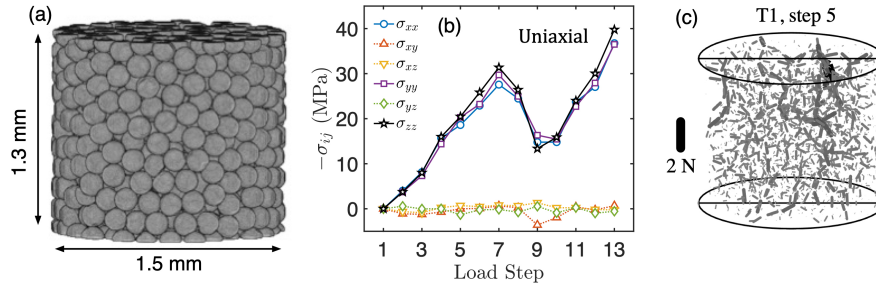 (a)
1.3 mm
1.5 mm
(b)
Uniaxial
−σij (MPa)
40
30
20
10
0
σxx
σxy
σxz
σyy
σyz
σzz
1 3 5 7 9 11 13
Load Step
(c)
T1, step 5
2 N